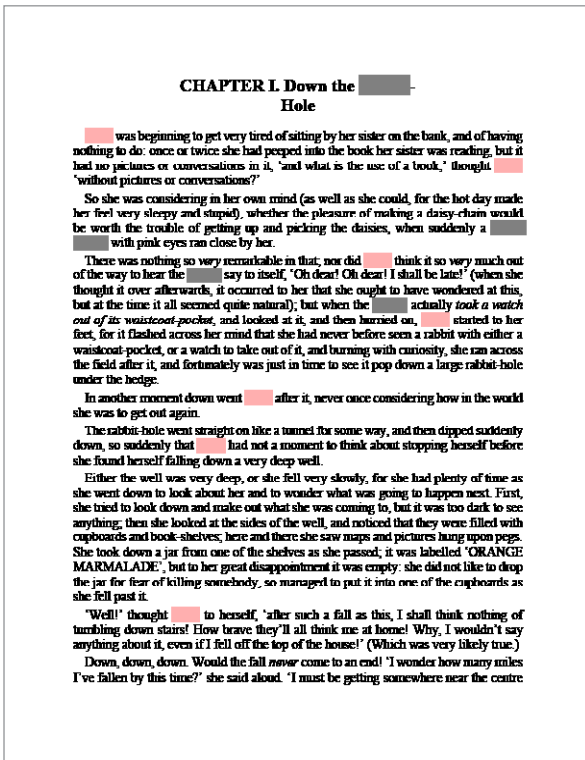 CHAPTER I. Down the -
Hole
was beginning to get very tired of sitting by her sister on the bank, and of having
nothing to do: once or twice she had peeped into the book her sister was reading, but it
had no pictures or conversations in it, ‘and what is the use of a book,’ thought
‘without pictures or conversations?’
So she was considering in her own mind (as well as she could, for the hot day made
her feel very sleepy and stupid), whether the pleasure of making a daisy-chain would
be worth the trouble of getting up and picking the daisies, when suddenly a
with pink eyes ran close by her.
There was nothing so very remarkable in that; nor did think it so very much out
of the way to hear the say to itself, ‘Oh dear! Oh dear! I shall be late!’ (when she
thought it over afterwards, it occurred to her that she ought to have wondered at this,
but at the time it all seemed quite natural); but when the actually took a watch
out of its waistcoat-pocket, and looked at it, and then hurried on, started to her
feet, for it flashed across her mind that she had never before seen a rabbit with either a
waistcoat-pocket, or a watch to take out of it, and burning with curiosity, she ran across
the field after it, and fortunately was just in time to see it pop down a large rabbit-hole
under the hedge.
In another moment down went after it, never once considering how in the world
she was to get out again.
The rabbit-hole went straight on like a tunnel for some way, and then dipped suddenly
down, so suddenly that had not a moment to think about stopping herself before
she found herself falling down a very deep well.
Either the well was very deep, or she fell very slowly, for she had plenty of time as
she went down to look about her and to wonder what was going to happen next. First,
she tried to look down and make out what she was coming to, but it was too dark to see
anything; then she looked at the sides of the well, and noticed that they were filled with
cupboards and book-shelves; here and there she saw maps and pictures hung upon pegs.
She took down a jar from one of the shelves as she passed; it was labelled ‘ORANGE
MARMALADE’, but to her great disappointment it was empty: she did not like to drop
the jar for fear of killing somebody, so managed to put it into one of the cupboards as
she fell past it.
‘Well!’ thought to herself, ‘after such a fall as this, I shall think nothing of
tumbling down stairs! How brave they’ll all think me at home! Why, I wouldn’t say
anything about it, even if I fell off the top of the house!’ (Which was very likely true.)
Down, down, down. Would the fall never come to an end! ‘I wonder how many miles
I’ve fallen by this time?’ she said aloud. ‘I must be getting somewhere near the centre